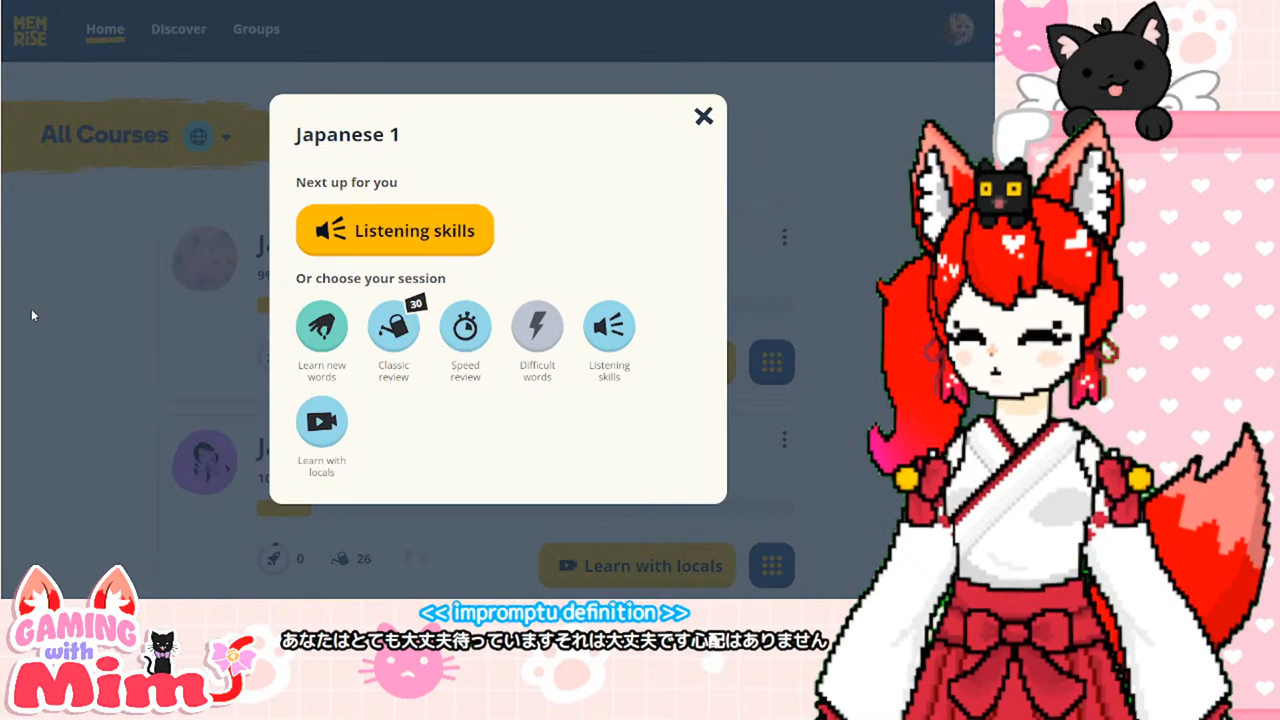 MEM
RiSE
Home
Discover
Groups
All Courses
Japanese 1
Next up for you
Listening skills
Or choose your session
30
Learn new
words
Classic
review
Speed
review
Difficult
words
Listening
skills
Learn with
locals
0
26
Learn with locals
GAMING
with
Mim
<< impromptu definition >>
あなたはとても大丈夫待っていますそれは大丈夫です心配はありません